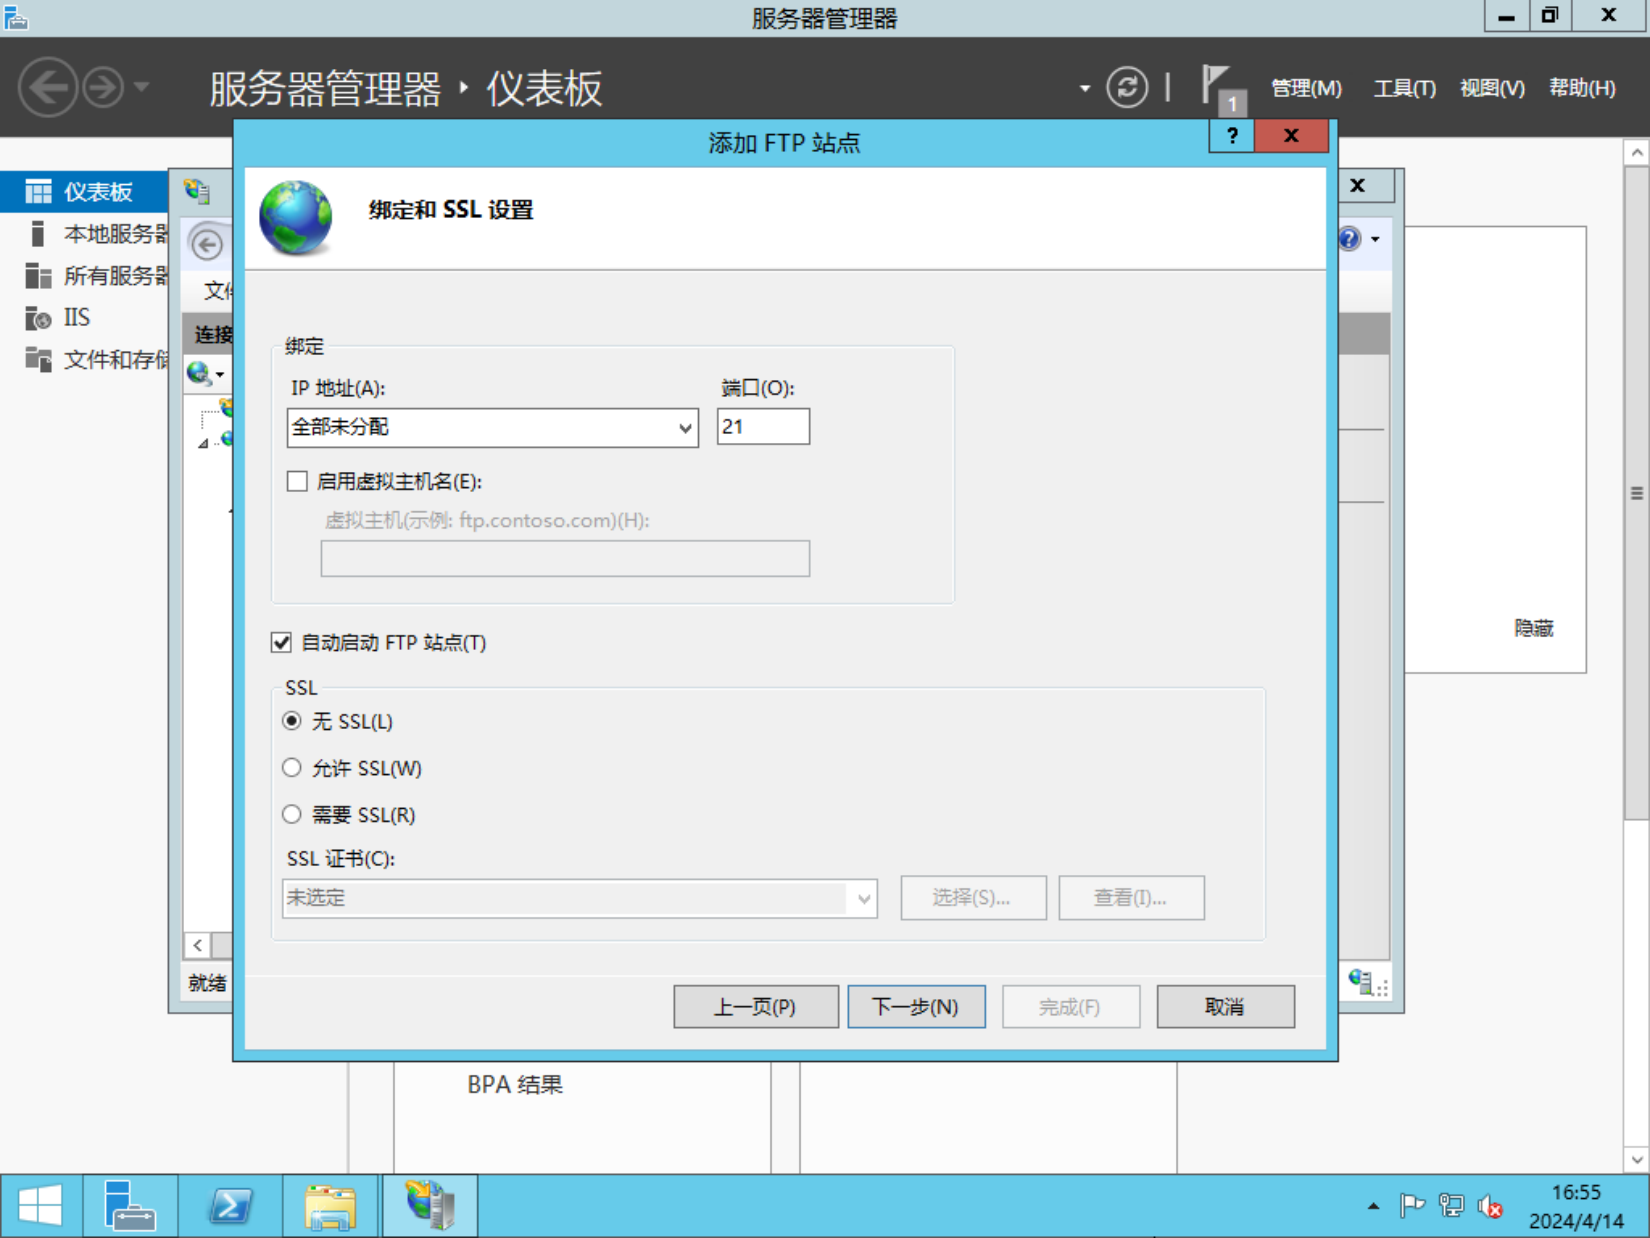 服务器管理器
服务器管理器 仪表板
1
管理(M) 工具(T) 视图(V) 帮助(H)
添加 FTP 站点
?
仪表板
本地服务器
所有服务器
IIS
文件和存储
文件
连接
绑定和 SSL 设置
绑定
IP 地址(A):
端口(O):
全部未分配
21
启用虚拟主机名(E):
虚拟主机(示例: ftp.contoso.com)(H):
自动启动 FTP 站点(T)
隐藏
SSL
无 SSL(L)
允许 SSL(W)
需要 SSL(R)
SSL 证书(C):
未选定
选择(S)...
查看(I)...
就绪
上一页(P)
下一步(N)
完成(F)
取消
BPA 结果
16:55
2024/4/14